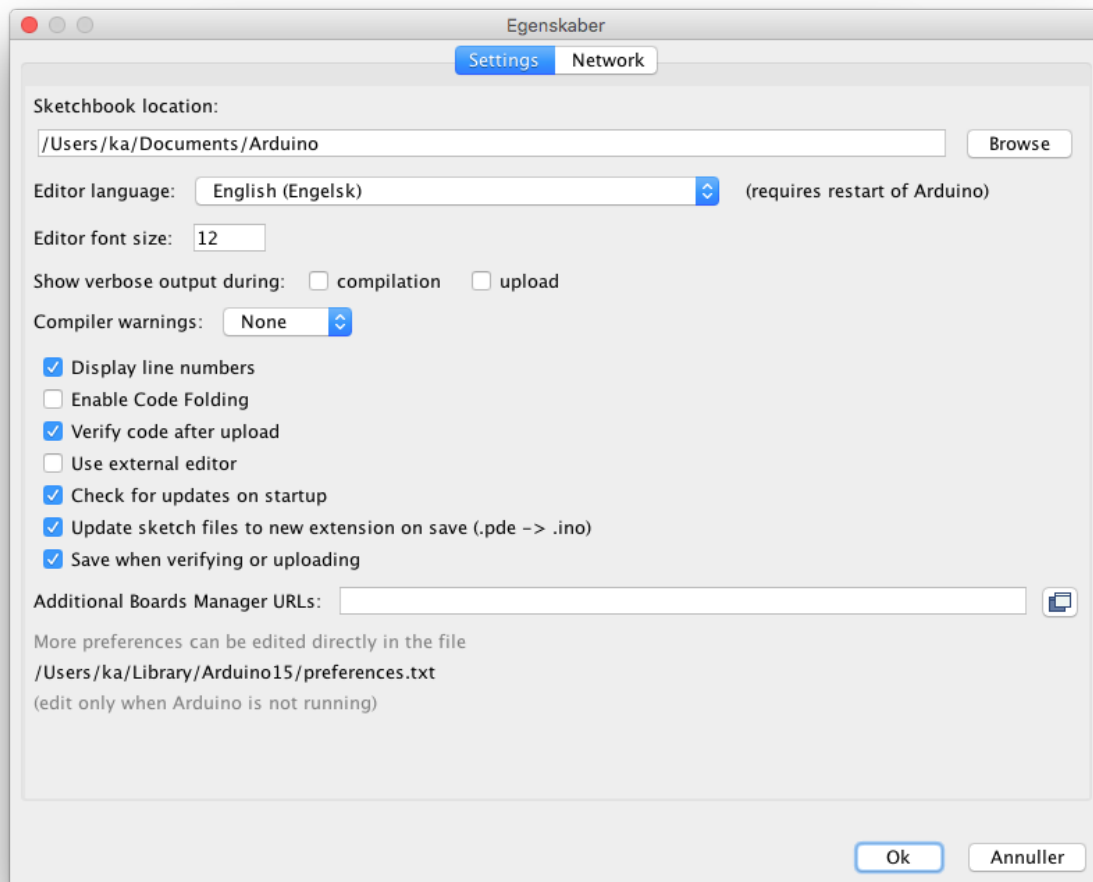 Egenskaber
Settings Network
Sketchbook location:
/Users/ka/Documents/Arduino Browse
Editor language: English (Engelsk) (requires restart of Arduino)
Editor font size: 12
Show verbose output during: compilation upload
Compiler warnings: None
Display line numbers
Enable Code Folding
Verify code after upload
Use external editor
Check for updates on startup
Update sketch files to new extension on save (.pde -> .ino)
Save when verifying or uploading
Additional Boards Manager URLs:
More preferences can be edited directly in the file
/Users/ka/Library/Arduino15/preferences.txt
(edit only when Arduino is not running)
Ok Annuller